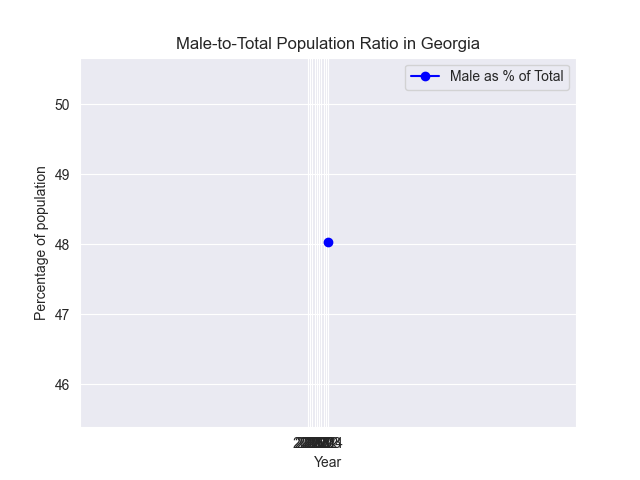 Male-to-Total Population Ratio in Georgia
Male as % of Total
50
49
48
47
46
Percentage of population
Year